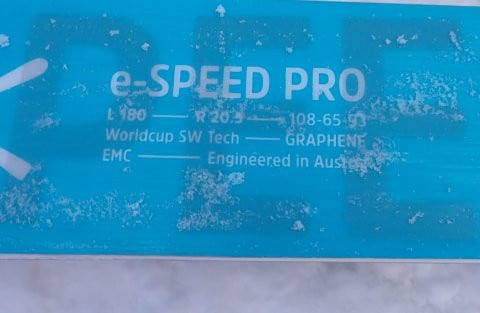 e-SPEED PRO
L 180 R 20.5 108-65-93
Worldcup SW Tech GRAPHENE
EMC Engineered in